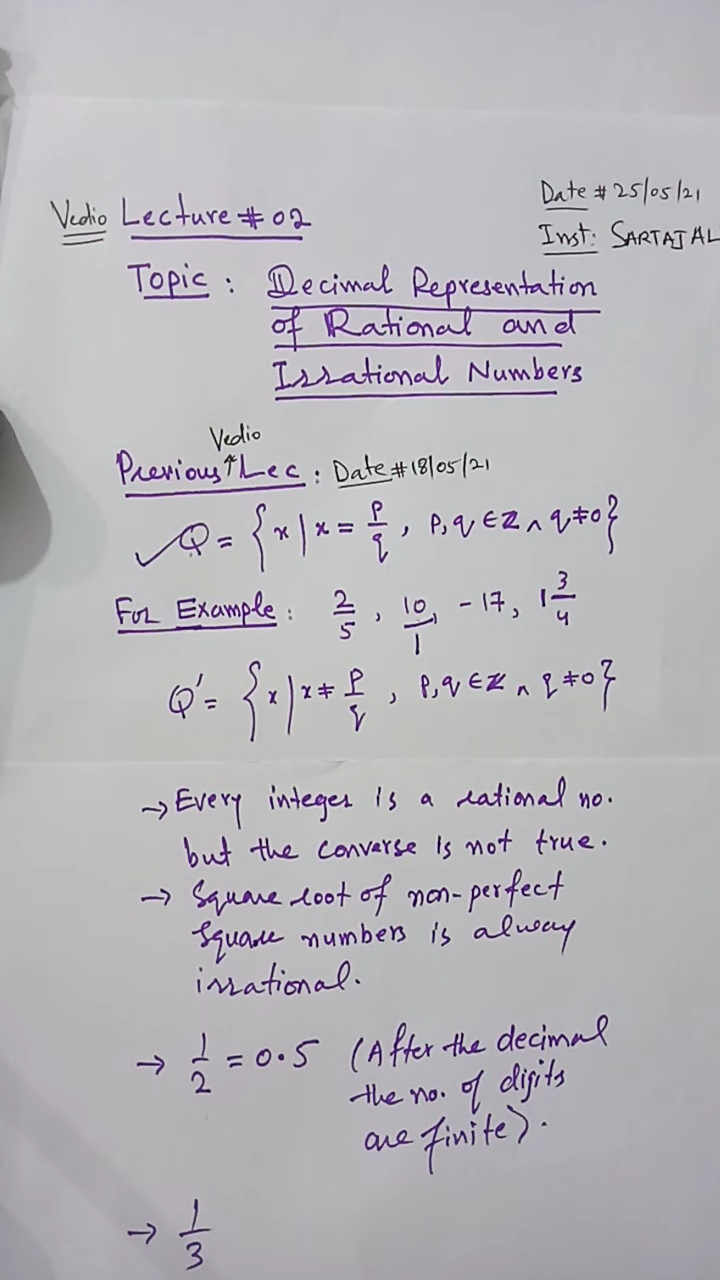 Vedio Lecture # 02
Date # 25/05/21
Inst: SARTAJ AL
Topic : Decimal Representation
of Rational and
Irrational Numbers
Vedio
Previous ↑ Lec : Date # 18/05/21
✓ Q = { x | x = p/q , p, q ∈ Z ∧ q ≠ 0 }
For Example : 2/5 , 10/1 , -17, 1 3/4
Q' = { x | x ≠ p/q , p, q ∈ Z ∧ q ≠ 0 }
→ Every integer is a rational no.
but the converse is not true.
→ Square root of non-perfect
square numbers is alway
irrational.
→ 1/2 = 0.5 (After the decimal
the no. of digits
are finite).
→ 1/3